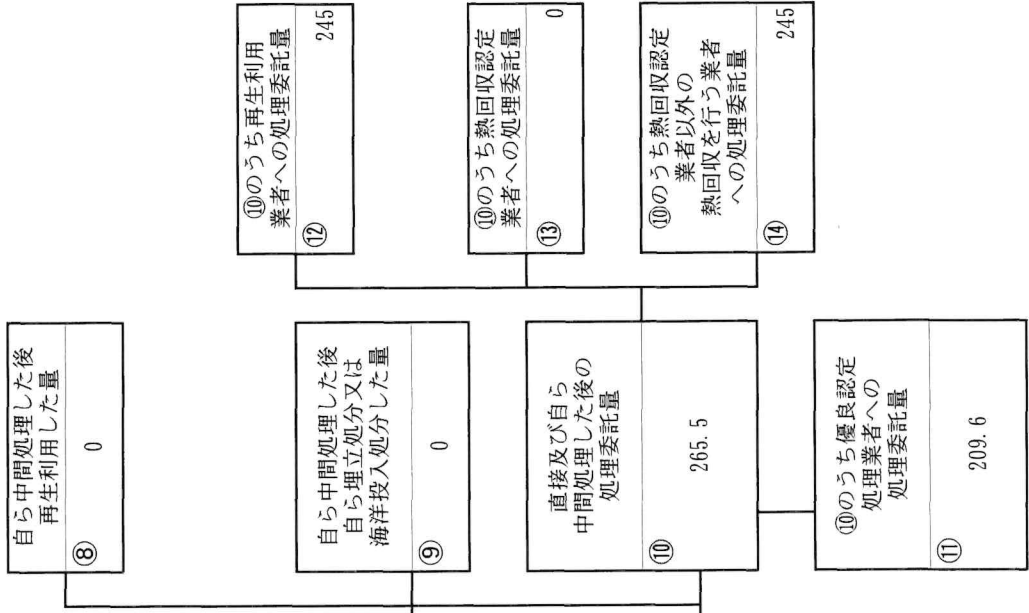 自ら中間処理した後
再生利用した量
⑧
0
自ら中間処理した後
自ら埋立処分又は
海洋投入処分した量
⑨
0
直接及び自ら
中間処理した後の
処理委託量
⑩
265.5
⑩のうち優良認定
処理業者への
処理委託量
⑪
209.6
⑩のうち再生利用
業者への処理委託量
⑫
245
⑩のうち熱回収認定
業者への処理委託量
⑬
0
⑩のうち熱回収認定
業者以外の
熱回収を行う業者
への処理委託量
⑭
245